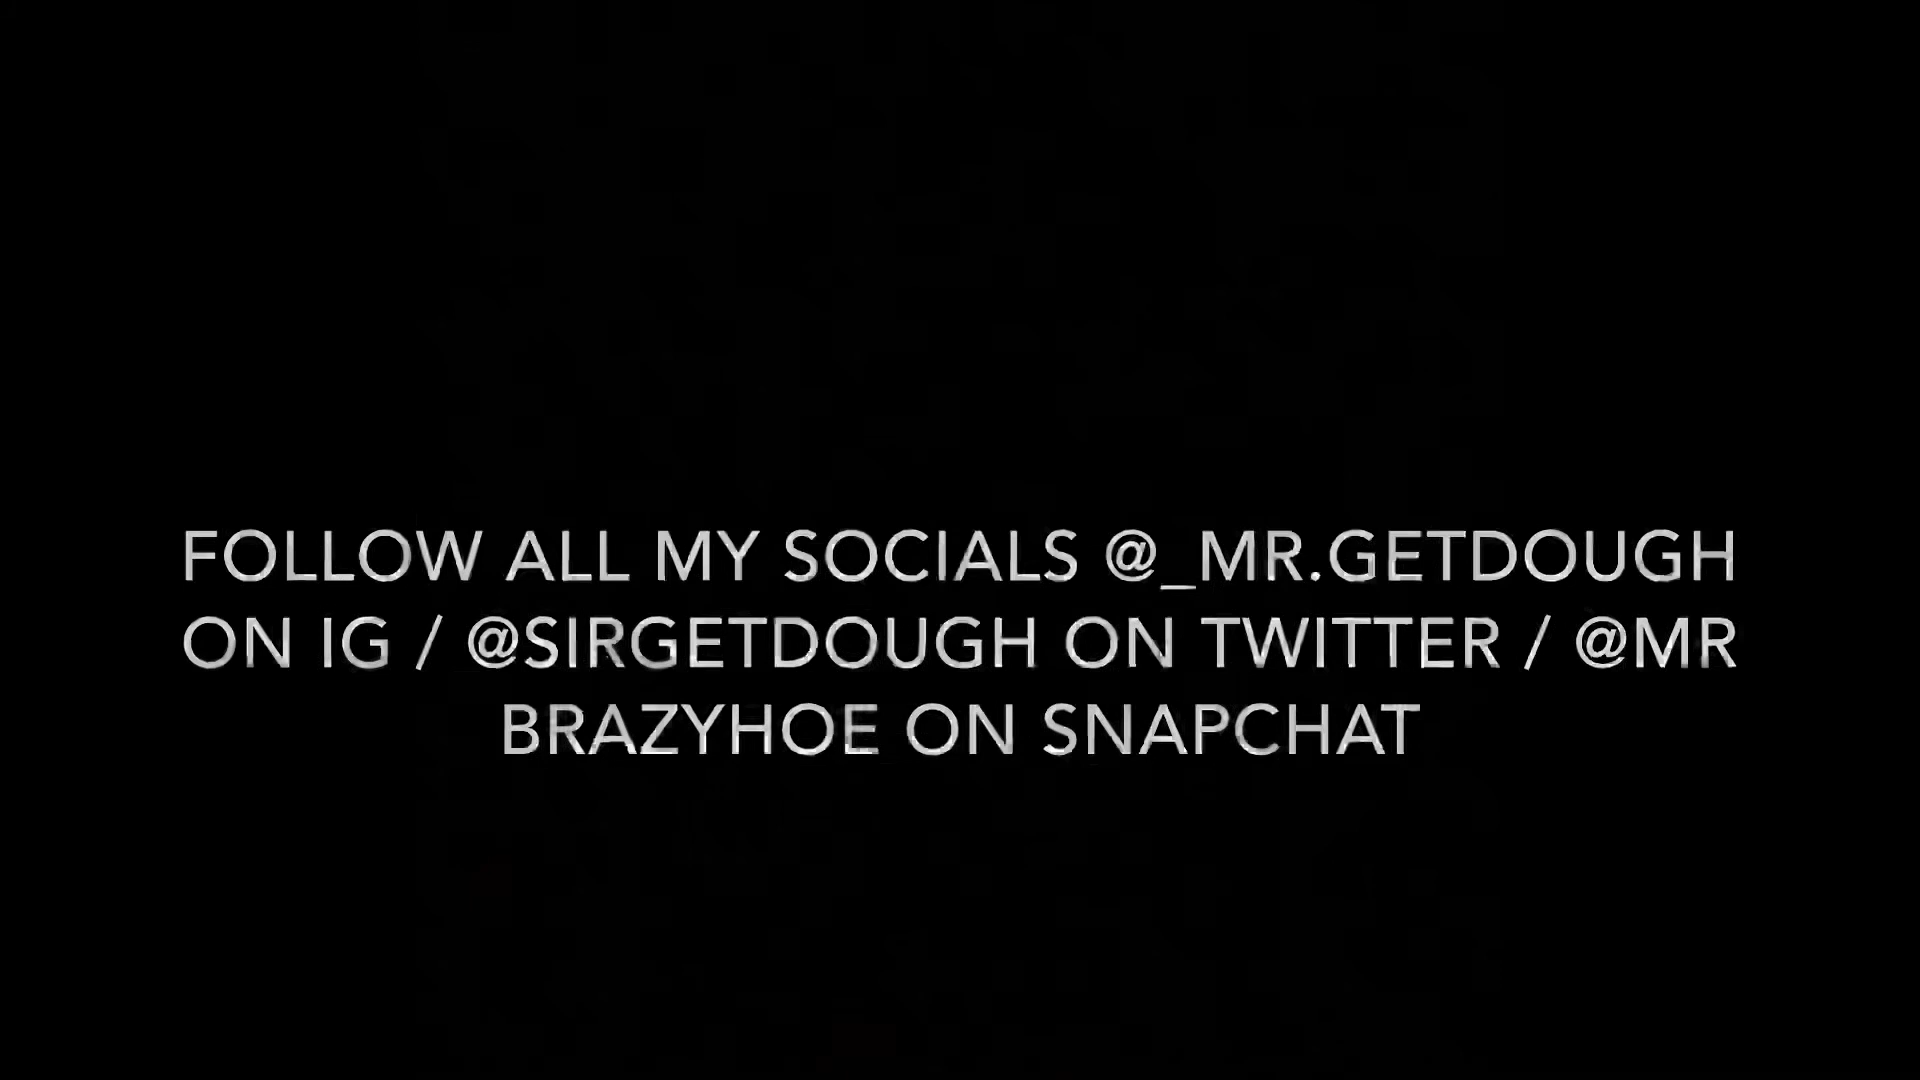 FOLLOW ALL MY SOCIALS @_MR.GETDOUGH
ON IG / @SIRGETDOUGH ON TWITTER / @MR
BRAZYHOE ON SNAPCHAT